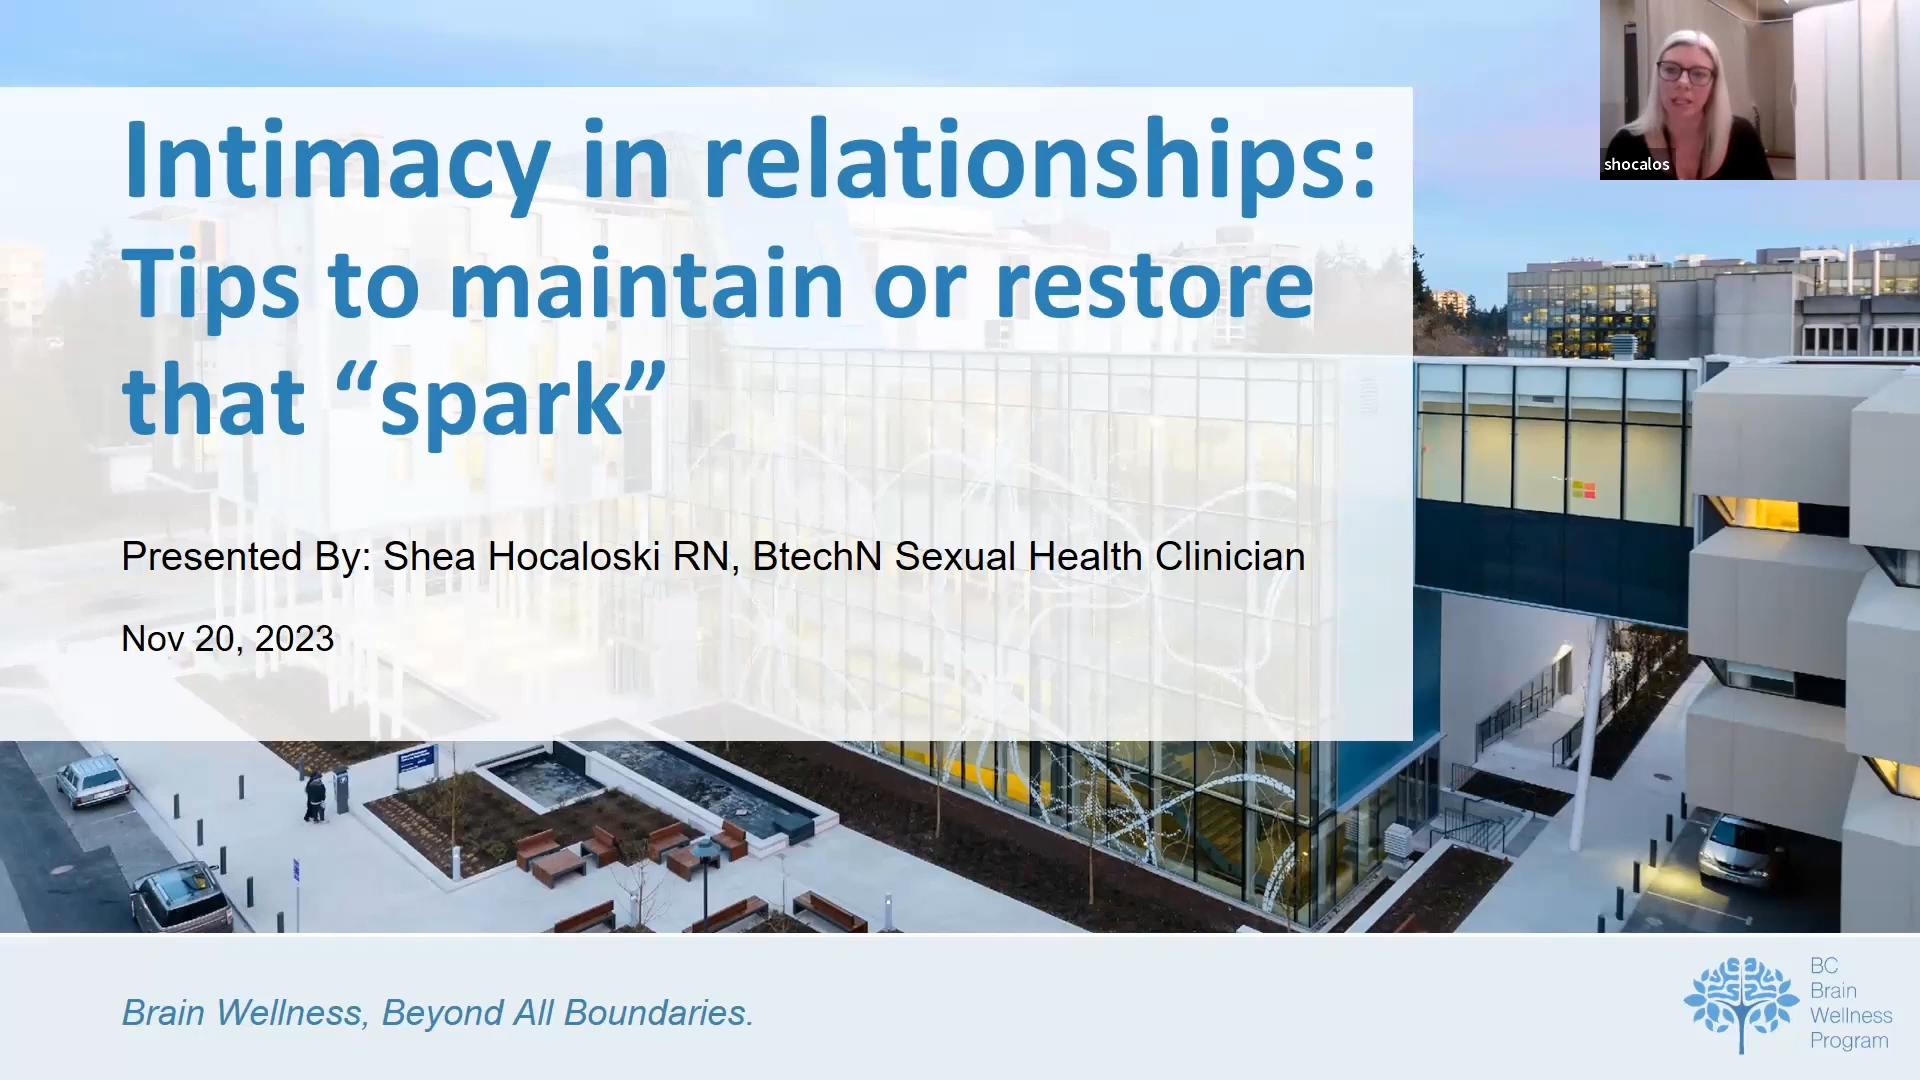 shocalos
Intimacy in relationships:
Tips to maintain or restore
that “spark”
Presented By: Shea Hocaloski RN, BtechN Sexual Health Clinician
Nov 20, 2023
Brain Wellness, Beyond All Boundaries.
BC
Brain
Wellness
Program